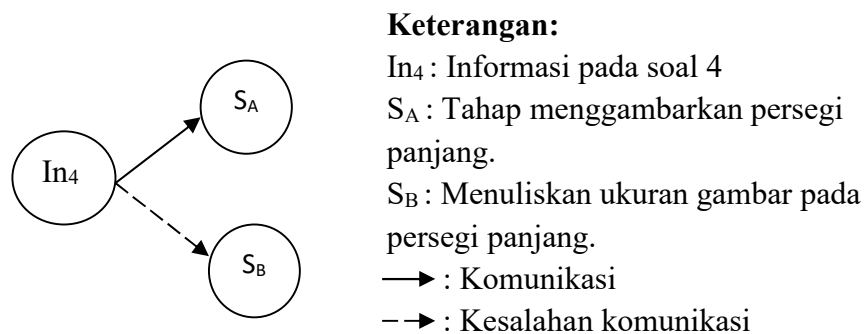 Keterangan:
In4 : Informasi pada soal 4
SA : Tahap menggambarkan persegi
panjang.
SB : Menuliskan ukuran gambar pada
persegi panjang.
: Komunikasi
: Kesalahan komunikasi
In4
SA
SB